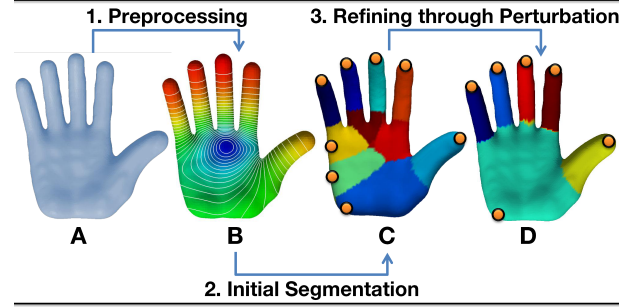 1. Preprocessing
3. Refining through Perturbation
A
B
C
D
2. Initial Segmentation